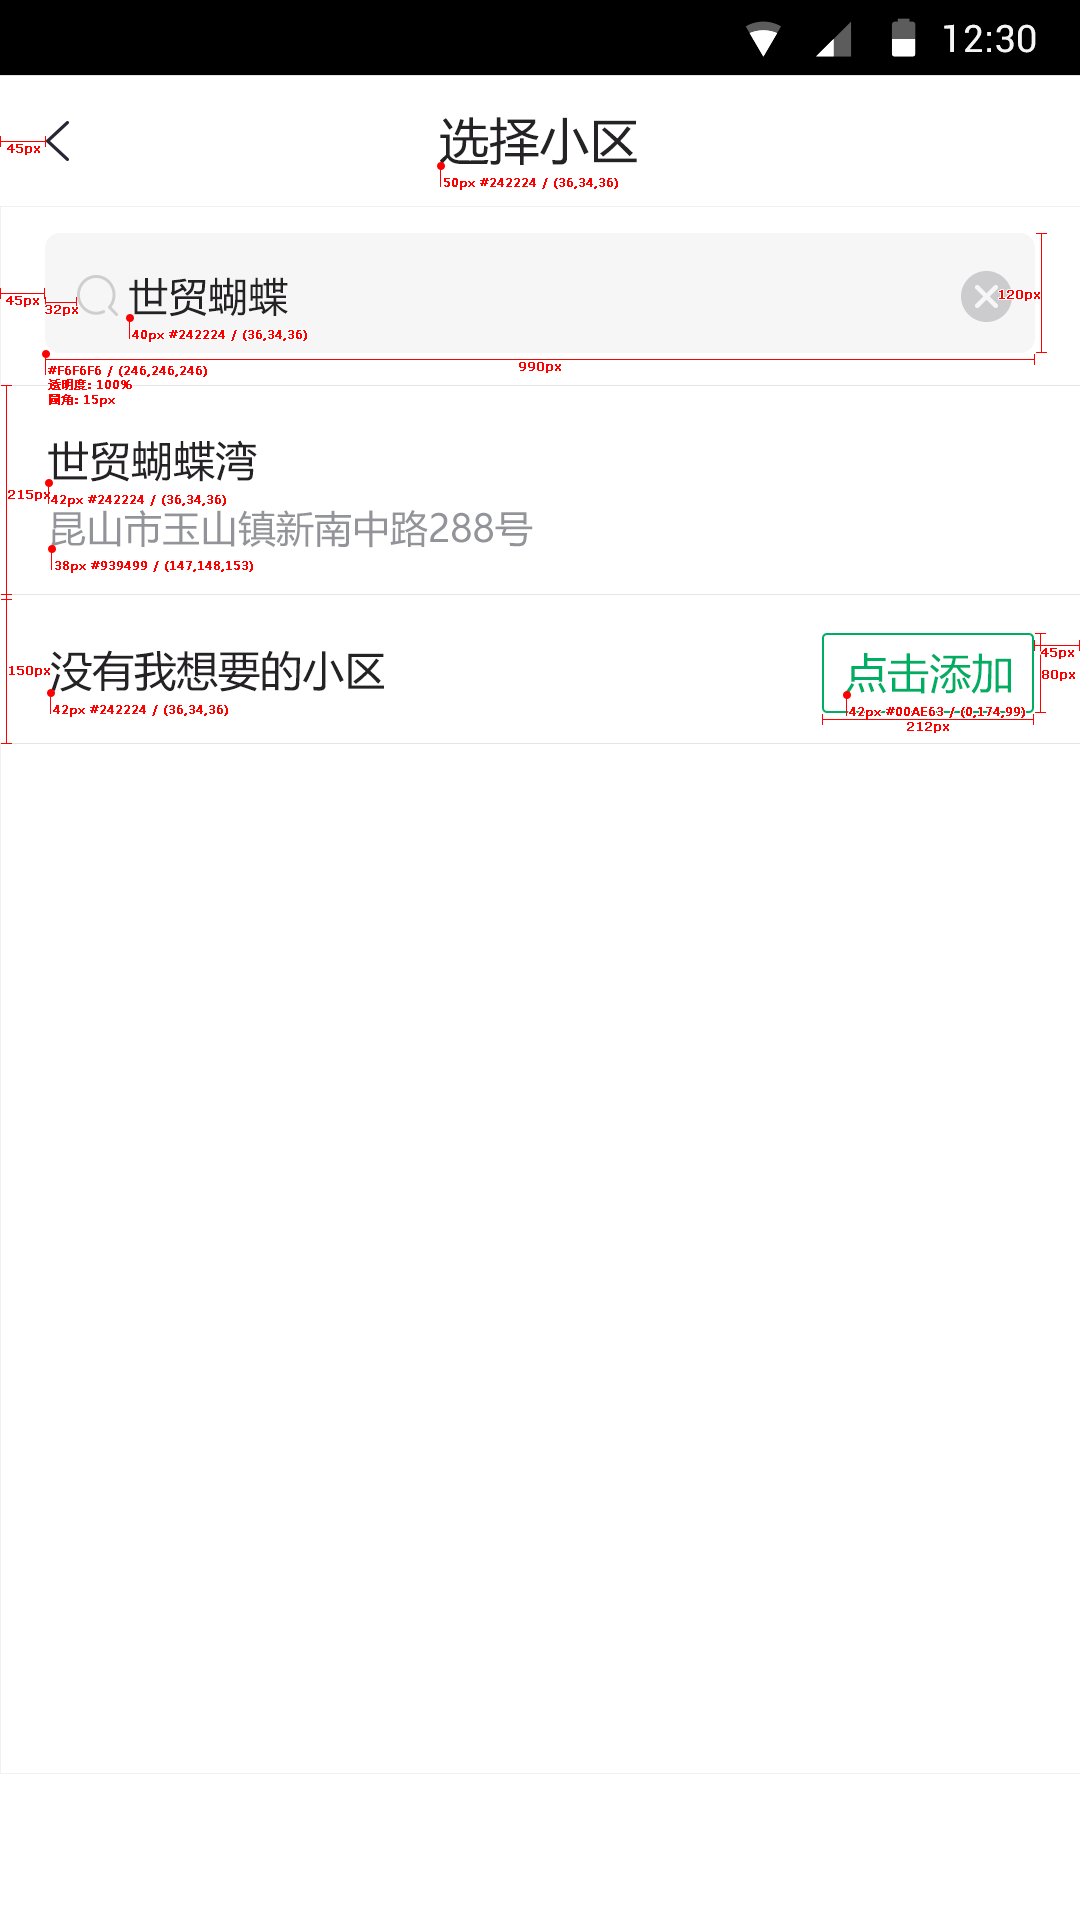 12:30
45px
选择小区
50px #242224 / (36,34,36)
45px
32px
世贸蝴蝶
120px
40px #242224 / (36,34,36)
990px
#F6F6F6 / (246,246,246)
透明度: 100%
圆角: 15px
世贸蝴蝶湾
215px
42px #242224 / (36,34,36)
昆山市玉山镇新南中路288号
38px #939499 / (147,148,153)
150px
没有我想要的小区
点击添加
45px
80px
42px #242224 / (36,34,36)
42px #00AE63 / (0,174,99)
212px